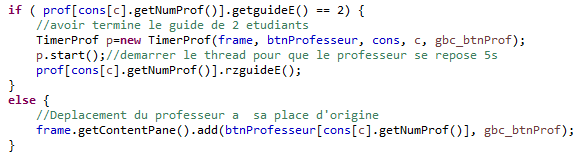 if ( prof[cons[c].getNumProf()].getguideE() == 2) {
//avoir termine le guide de 2 etudiants
TimerProf p=new TimerProf(frame, btnProfesseur, cons, c, gbc_btnProf);
p.start();//demarrer le thread pour que le professeur se repose 5s
prof[cons[c].getNumProf()].rzguideE();
}
else {
//Deplacement du professeur a  sa place d'origine
frame.getContentPane().add(btnProfesseur[cons[c].getNumProf()], gbc_btnProf);
}